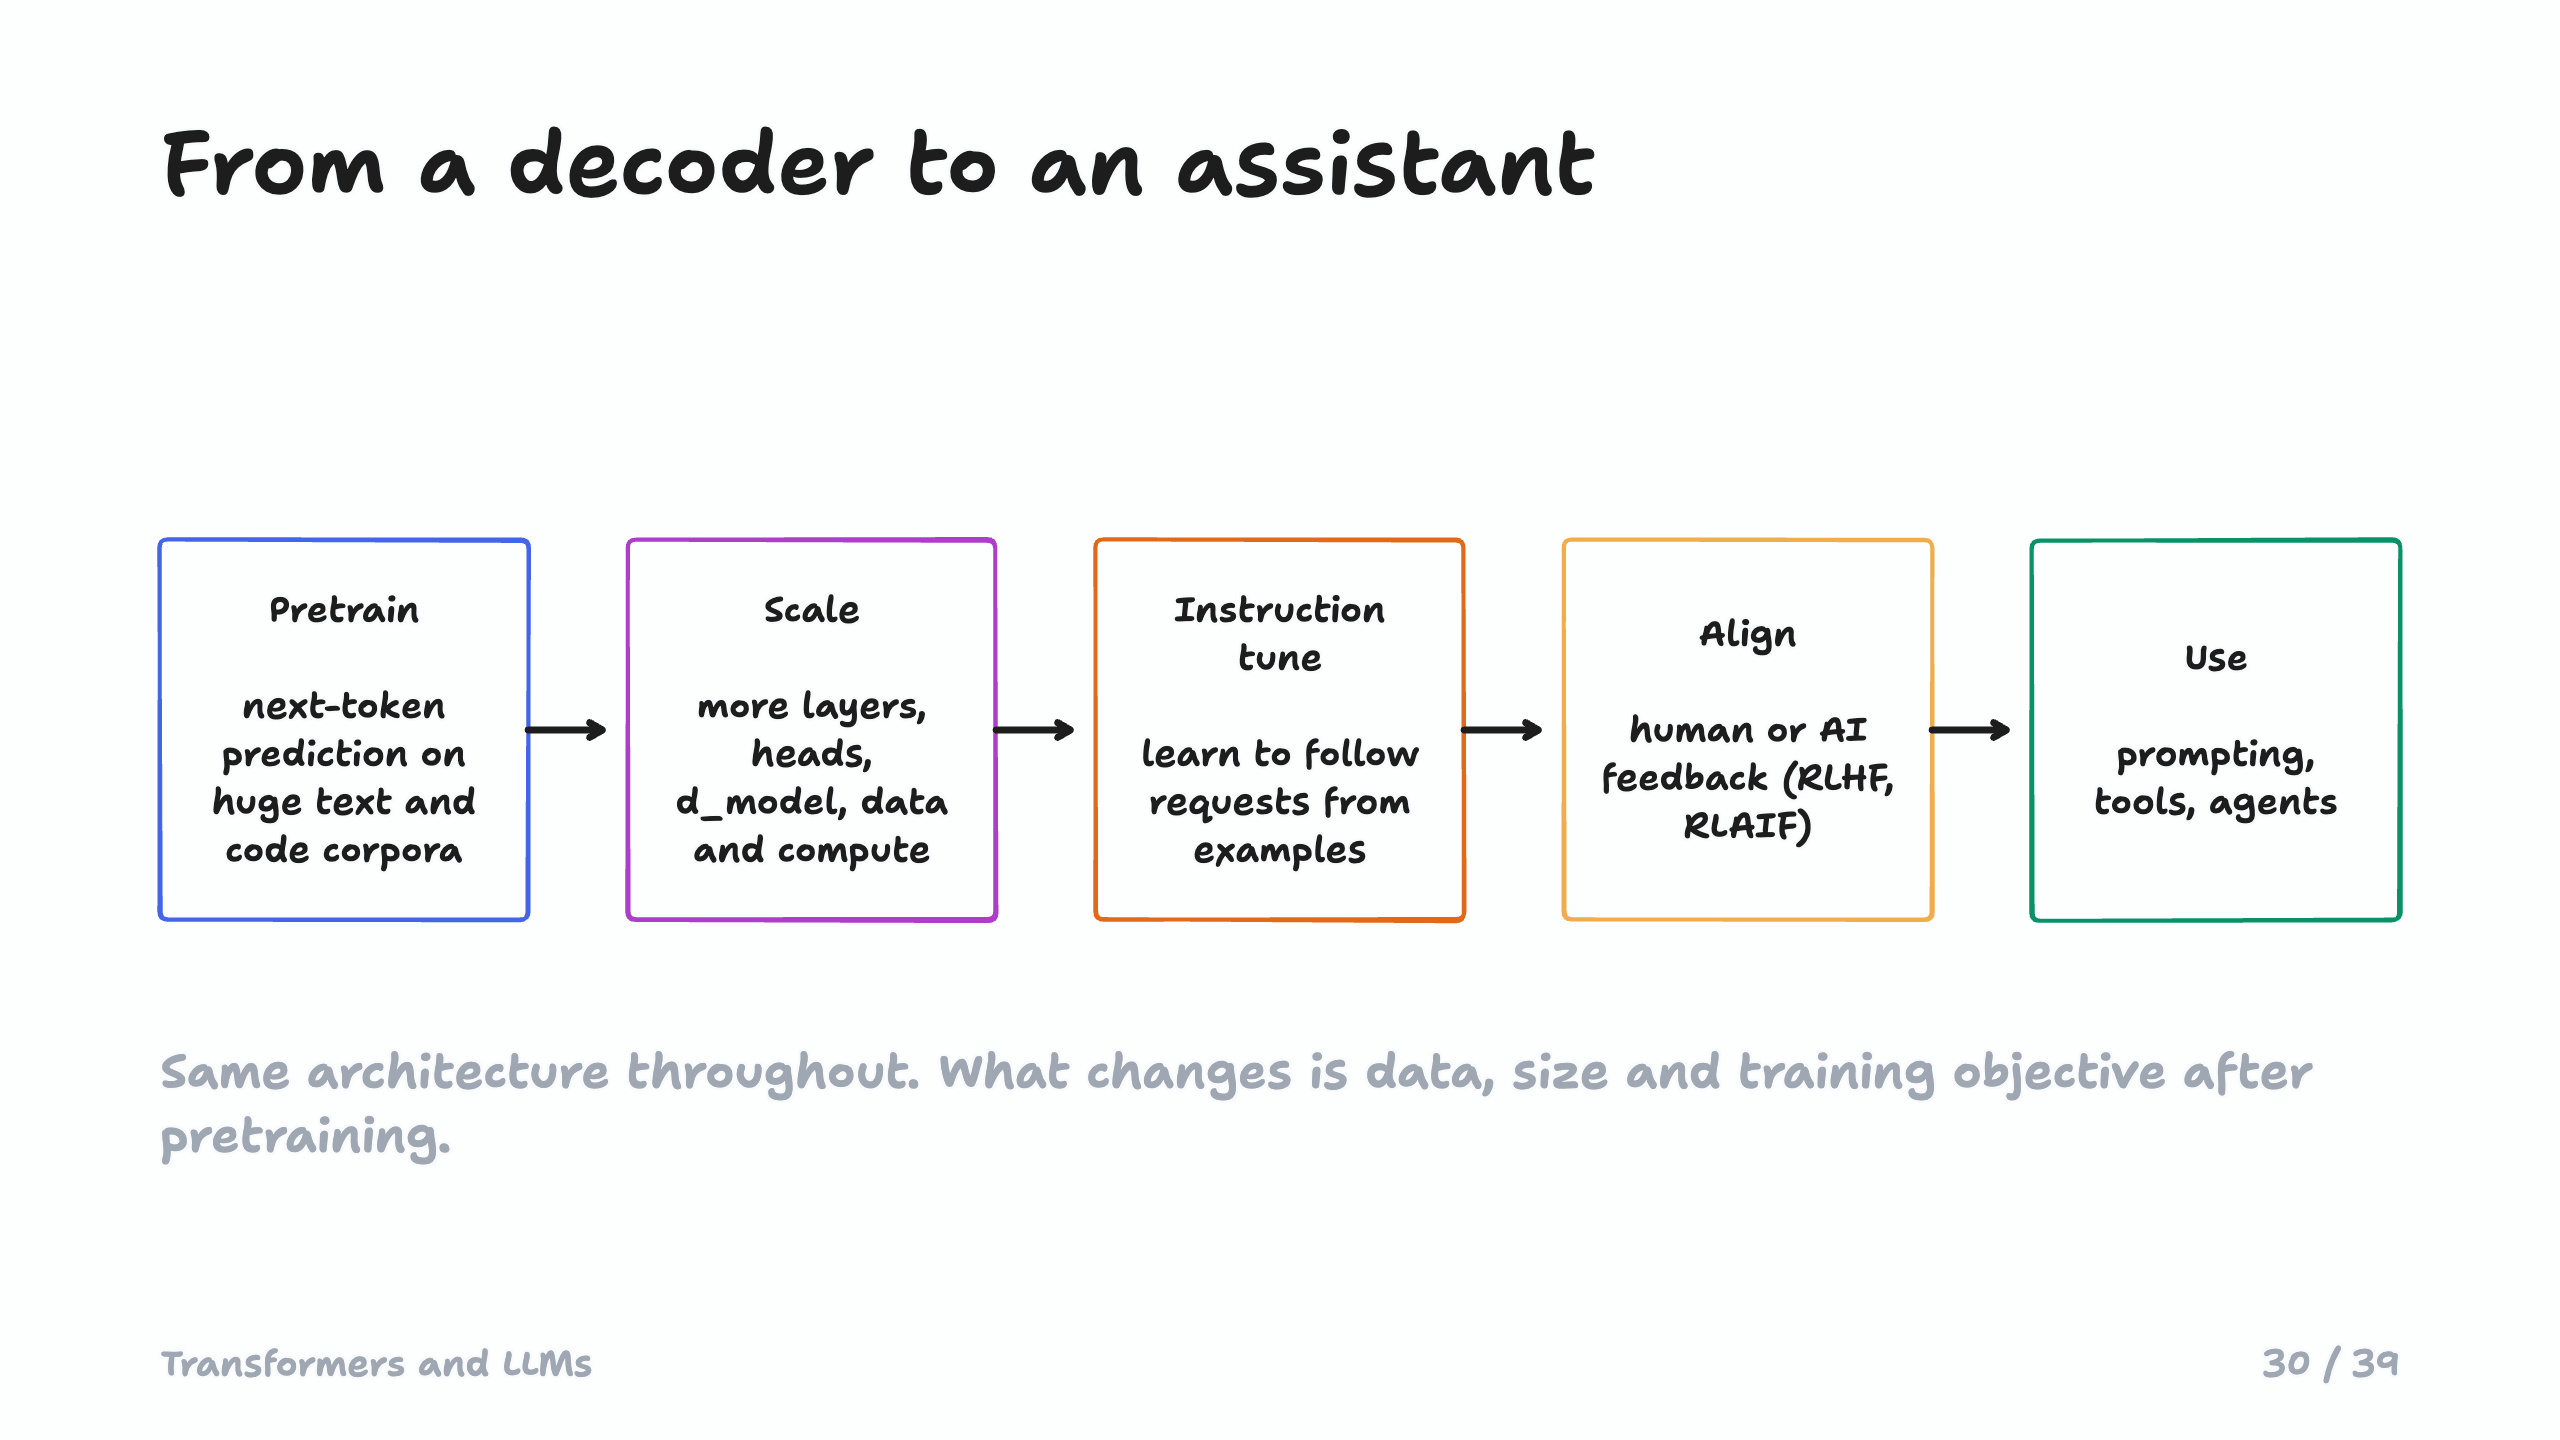 From a decoder to an assistant
Pretrain
next-token
prediction on
huge text and
code corpora
Scale
more layers,
heads,
d_model, data
and compute
Instruction
tune
learn to follow
requests from
examples
Align
human or AI
feedback (RLHF,
RLAIF)
Use
prompting,
tools, agents
Same architecture throughout. What changes is data, size and training objective after
pretraining.
Transformers and LLMs
30 / 39